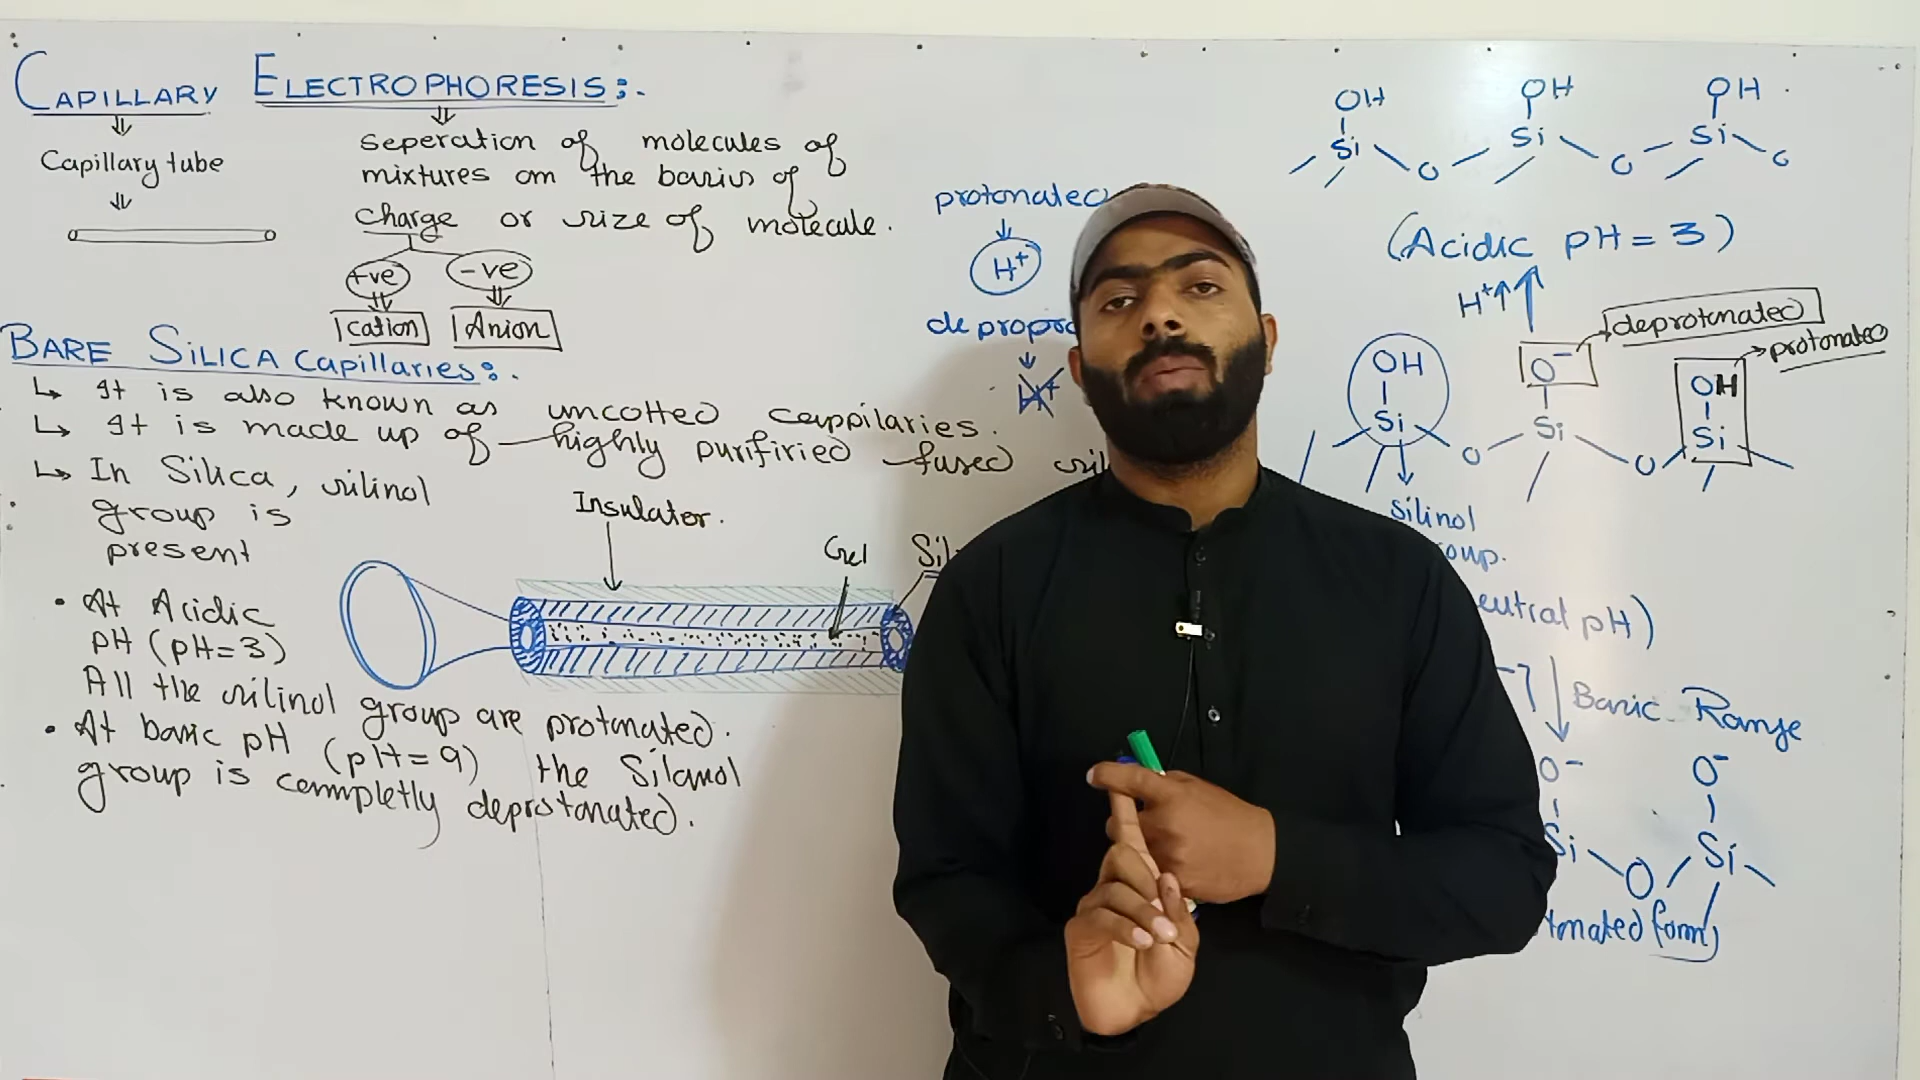 CAPILLARY ELECTROPHORESIS:-
Capillary tube
seperation of molecules of
mixtures on the basis of
charge or size of molecule.
+ve -ve
Cation Anion
BARE SILICA Capillaries:-
It is also known as uncotted cappilaries.
It is made up of highly purifiried fused
In Silica, silinol
group is
present
Insulater.
Gel
• At Acidic
pH (pH=3)
All the silinol group are protonated.
• At basic pH (pH=9) the Silanol
group is completly deprotonated.
protonated
H+
H+
OH OH OH
Si O Si O Si O
(Acidic pH = 3)
H+
deprotonated
protonated
OH O- OH
Si O Si O Si
silinol
eutral pH)
Basic Range
O- O-
Si O Si
form)